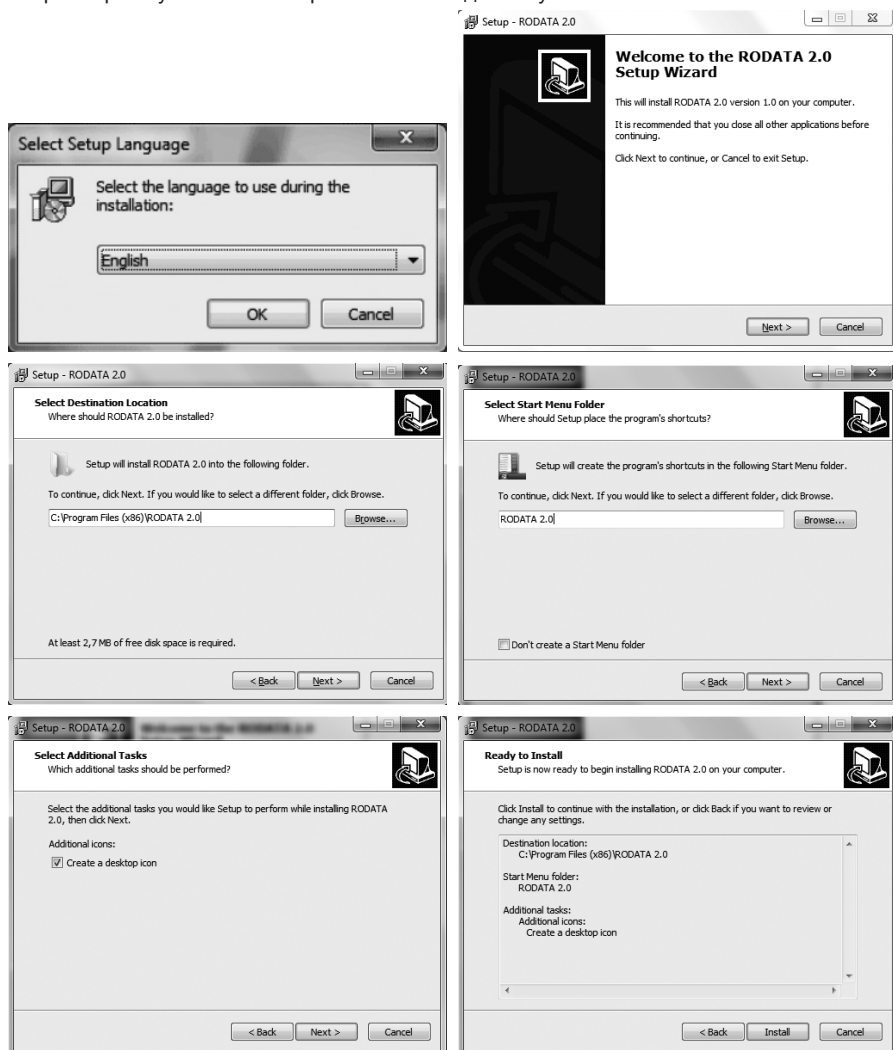 Select Setup Language
Select the language to use during the
installation:
English
OK
Cancel
Setup - RODATA 2.0
Welcome to the RODATA 2.0
Setup Wizard
This will install RODATA 2.0 version 1.0 on your computer.
It is recommended that you close all other applications before
continuing.
Click Next to continue, or Cancel to exit Setup.
Next >
Cancel
Setup - RODATA 2.0
Select Destination Location
Where should RODATA 2.0 be installed?
Setup will install RODATA 2.0 into the following folder.
To continue, click Next. If you would like to select a different folder, click Browse.
C:\Program Files (x86)\RODATA 2.0
Browse...
At least 2,7 MB of free disk space is required.
< Back
Next >
Cancel
Setup - RODATA 2.0
Select Start Menu Folder
Where should Setup place the program's shortcuts?
Setup will create the program's shortcuts in the following Start Menu folder.
To continue, click Next. If you would like to select a different folder, click Browse.
RODATA 2.0
Browse...
Don't create a Start Menu folder
< Back
Next >
Cancel
Setup - RODATA 2.0
Select Additional Tasks
Which additional tasks should be performed?
Select the additional tasks you would like Setup to perform while installing RODATA
2.0, then click Next.
Additional icons:
Create a desktop icon
< Back
Next >
Cancel
Setup - RODATA 2.0
Ready to Install
Setup is now ready to begin installing RODATA 2.0 on your computer.
Click Install to continue with the installation, or click Back if you want to review or
change any settings.
Destination location:
C:\Program Files (x86)\RODATA 2.0
Start Menu folder:
RODATA 2.0
Additional tasks:
Additional icons:
Create a desktop icon
< Back
Install
Cancel